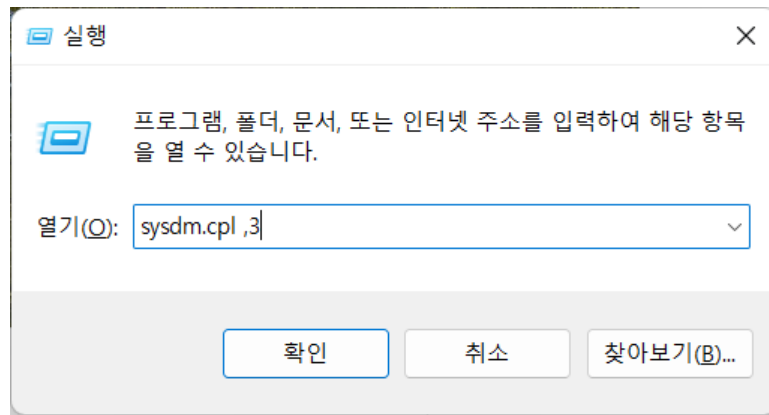 실행
프로그램, 폴더, 문서, 또는 인터넷 주소를 입력하여 해당 항목
을 열 수 있습니다.
열기(O): sysdm.cpl ,3
확인 취소 찾아보기(B)...